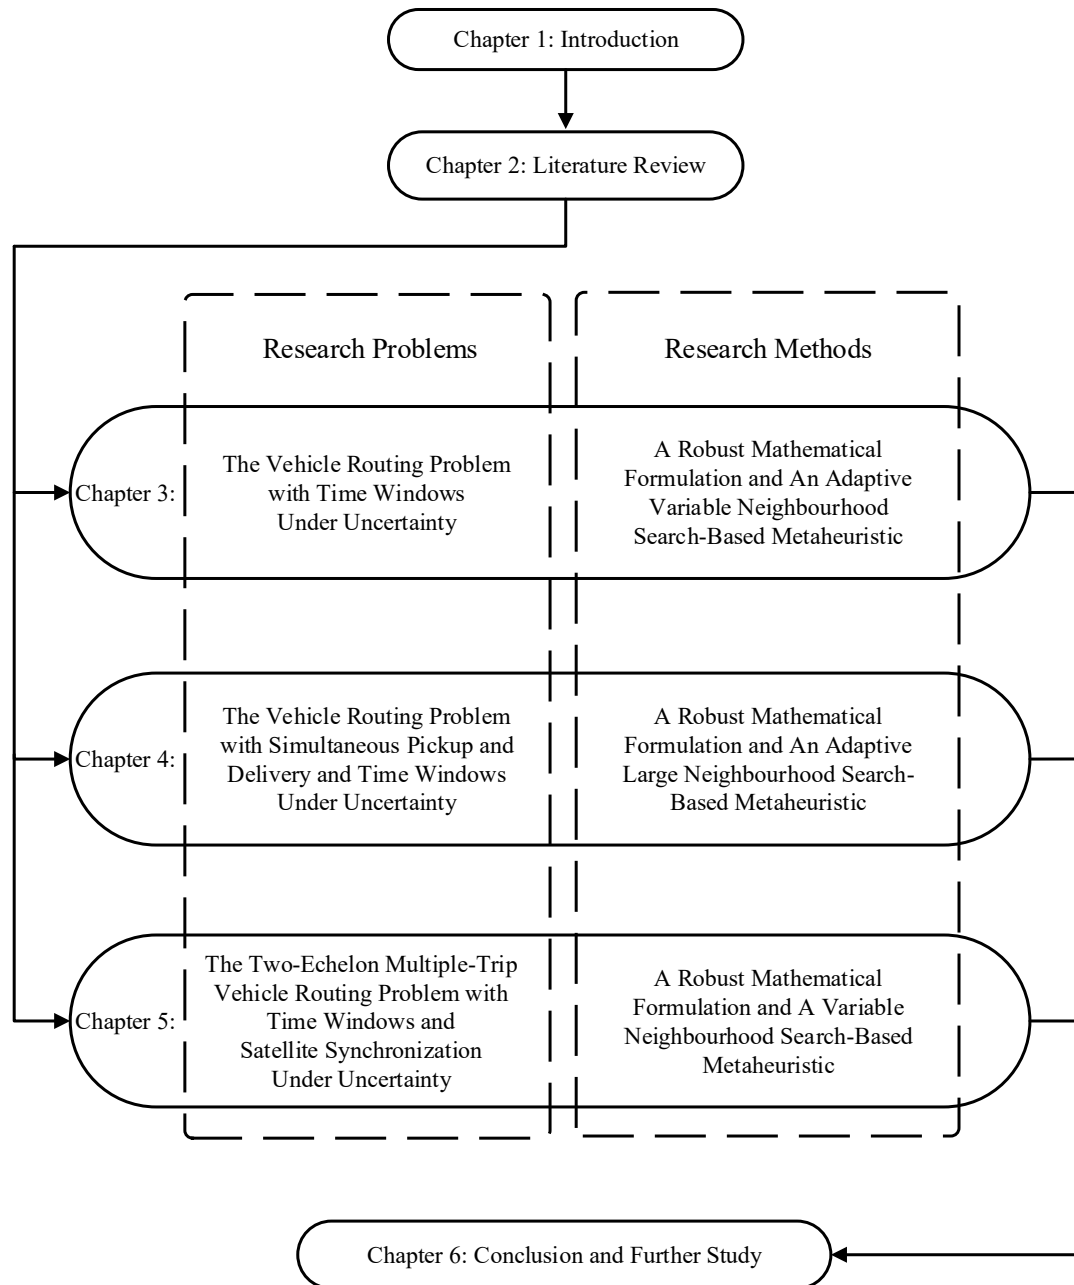 Chapter 1: Introduction
Chapter 2: Literature Review
Research Problems
Research Methods
Chapter 3:
The Vehicle Routing Problem
with Time Windows
Under Uncertainty
A Robust Mathematical
Formulation and An Adaptive
Variable Neighbourhood
Search-Based Metaheuristic
Chapter 4:
The Vehicle Routing Problem
with Simultaneous Pickup and
Delivery and Time Windows
Under Uncertainty
A Robust Mathematical
Formulation and An Adaptive
Large Neighbourhood Search-
Based Metaheuristic
Chapter 5:
The Two-Echelon Multiple-Trip
Vehicle Routing Problem with
Time Windows and
Satellite Synchronization
Under Uncertainty
A Robust Mathematical
Formulation and A Variable
Neighbourhood Search-Based
Metaheuristic
Chapter 6: Conclusion and Further Study